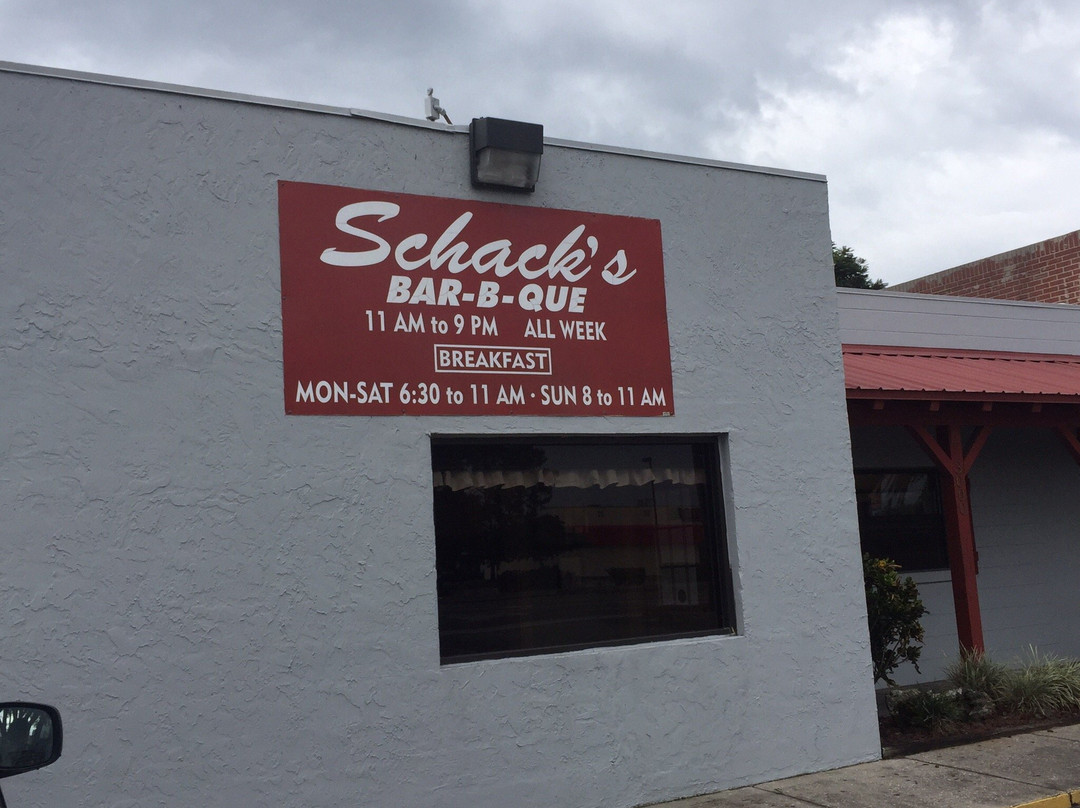 Schack's
BAR-B-QUE
11 AM to 9 PM ALL WEEK
BREAKFAST
MON-SAT 6:30 to 11 AM · SUN 8 to 11 AM